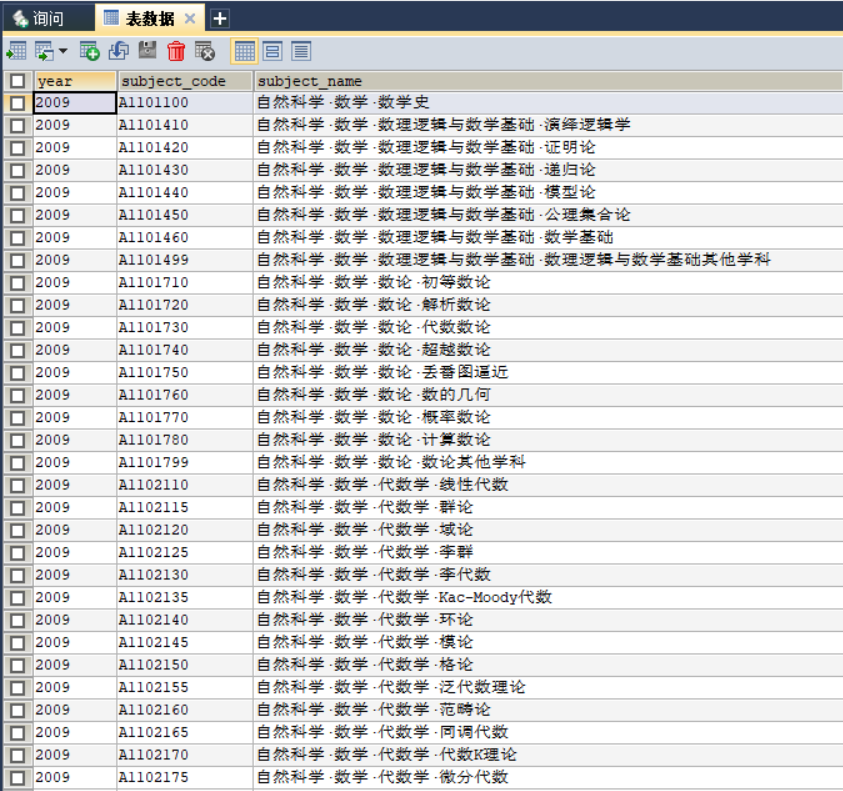 询问 表数据
year subject_code subject_name
2009 A1101100 自然科学·数学·数学史
2009 A1101410 自然科学·数学·数理逻辑与数学基础·演绎逻辑学
2009 A1101420 自然科学·数学·数理逻辑与数学基础·证明论
2009 A1101430 自然科学·数学·数理逻辑与数学基础·递归论
2009 A1101440 自然科学·数学·数理逻辑与数学基础·模型论
2009 A1101450 自然科学·数学·数理逻辑与数学基础·公理集合论
2009 A1101460 自然科学·数学·数理逻辑与数学基础·数学基础
2009 A1101499 自然科学·数学·数理逻辑与数学基础·数理逻辑与数学基础其他学科
2009 A1101710 自然科学·数学·数论·初等数论
2009 A1101720 自然科学·数学·数论·解析数论
2009 A1101730 自然科学·数学·数论·代数数论
2009 A1101740 自然科学·数学·数论·超越数论
2009 A1101750 自然科学·数学·数论·丢番图逼近
2009 A1101760 自然科学·数学·数论·数的几何
2009 A1101770 自然科学·数学·数论·概率数论
2009 A1101780 自然科学·数学·数论·计算数论
2009 A1101799 自然科学·数学·数论·数论其他学科
2009 A1102110 自然科学·数学·代数学·线性代数
2009 A1102115 自然科学·数学·代数学·群论
2009 A1102120 自然科学·数学·代数学·域论
2009 A1102125 自然科学·数学·代数学·李群
2009 A1102130 自然科学·数学·代数学·李代数
2009 A1102135 自然科学·数学·代数学·Kac-Moody代数
2009 A1102140 自然科学·数学·代数学·环论
2009 A1102145 自然科学·数学·代数学·模论
2009 A1102150 自然科学·数学·代数学·格论
2009 A1102155 自然科学·数学·代数学·泛代数理论
2009 A1102160 自然科学·数学·代数学·范畴论
2009 A1102165 自然科学·数学·代数学·同调代数
2009 A1102170 自然科学·数学·代数学·代数K理论
2009 A1102175 自然科学·数学·代数学·微分代数